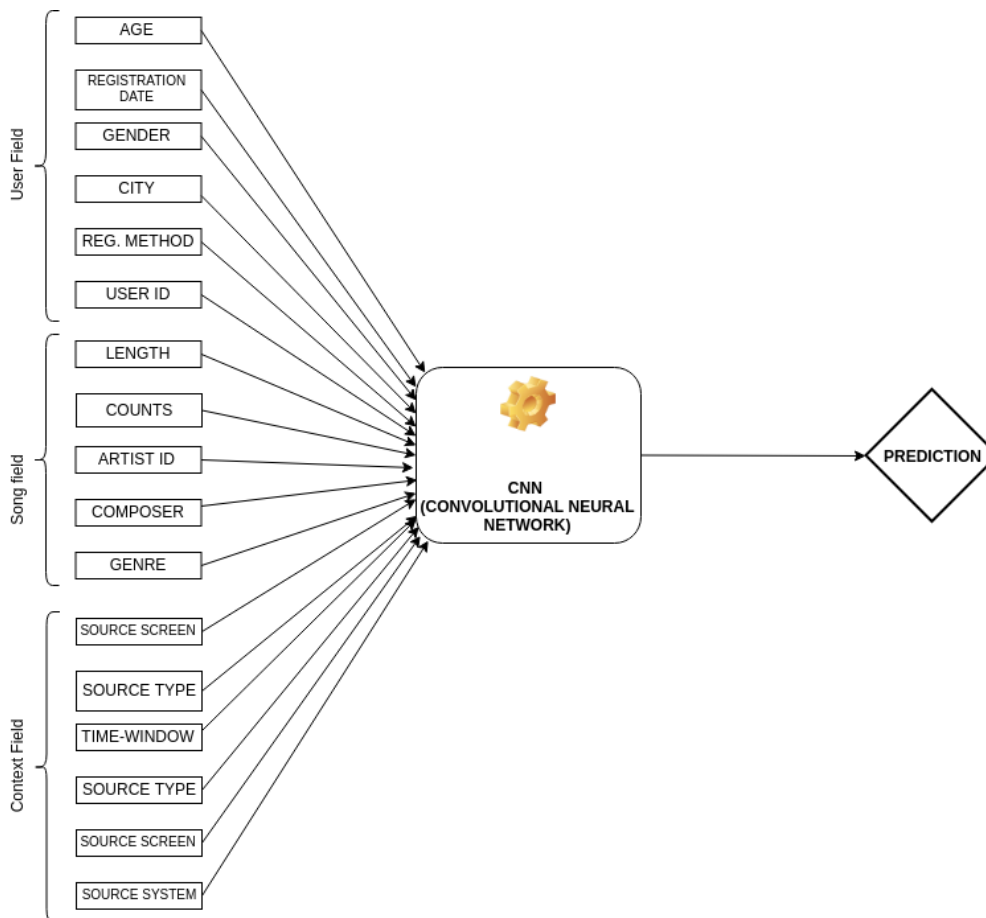 User Field
AGE
REGISTRATION
DATE
GENDER
CITY
REG. METHOD
USER ID
Song field
LENGTH
COUNTS
ARTIST ID
COMPOSER
GENRE
Context Field
SOURCE SCREEN
SOURCE TYPE
TIME-WINDOW
SOURCE TYPE
SOURCE SCREEN
SOURCE SYSTEM
CNN
(CONVOLUTIONAL NEURAL
NETWORK)
PREDICTION